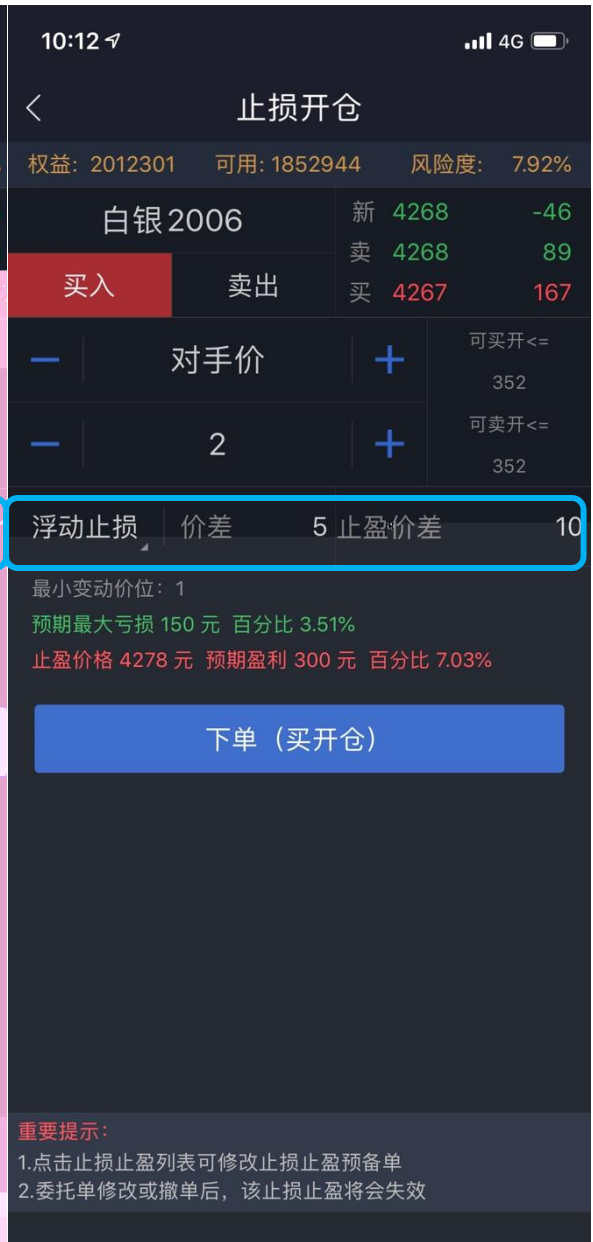 10:12 4G
止损开仓
权益: 2012301 可用: 1852944 风险度: 7.92%
白银2006
新 4268 -46
卖 4268 89
买入 卖出
买 4267 167
对手价
可买开<=
352
2
可卖开<=
352
浮动止损 价差 5 止盈价差 10
最小变动价位: 1
预期最大亏损 150 元 百分比 3.51%
止盈价格 4278 元 预期盈利 300 元 百分比 7.03%
下单（买开仓）
重要提示:
1.点击止损止盈列表可修改止损止盈预备单
2.委托单修改或撤单后，该止损止盈将会失效